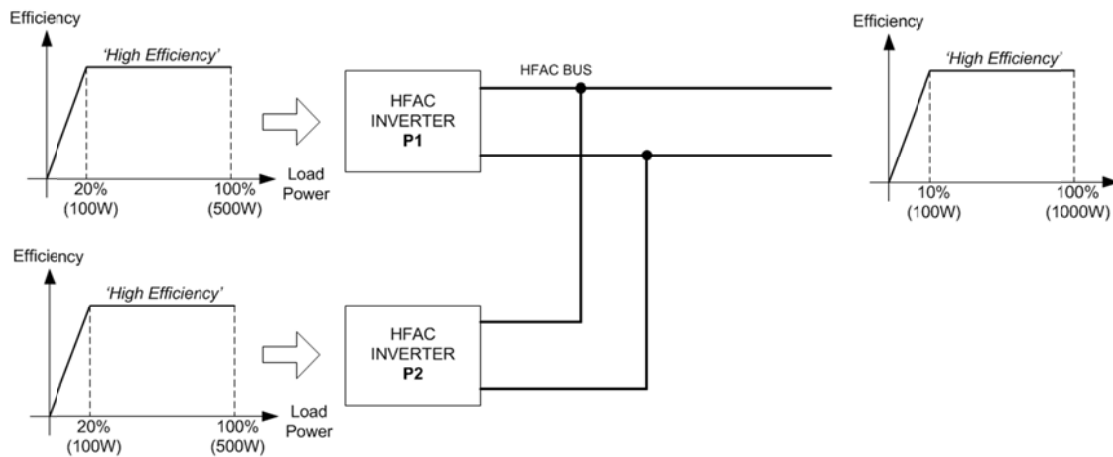 Efficiency
'High Efficiency'
20%
(100W)
100%
(500W)
Load
Power
HFAC
INVERTER
P1
HFAC BUS
Efficiency
'High Efficiency'
10%
(100W)
100%
(1000W)
Efficiency
'High Efficiency'
20%
(100W)
100%
(500W)
Load
Power
HFAC
INVERTER
P2